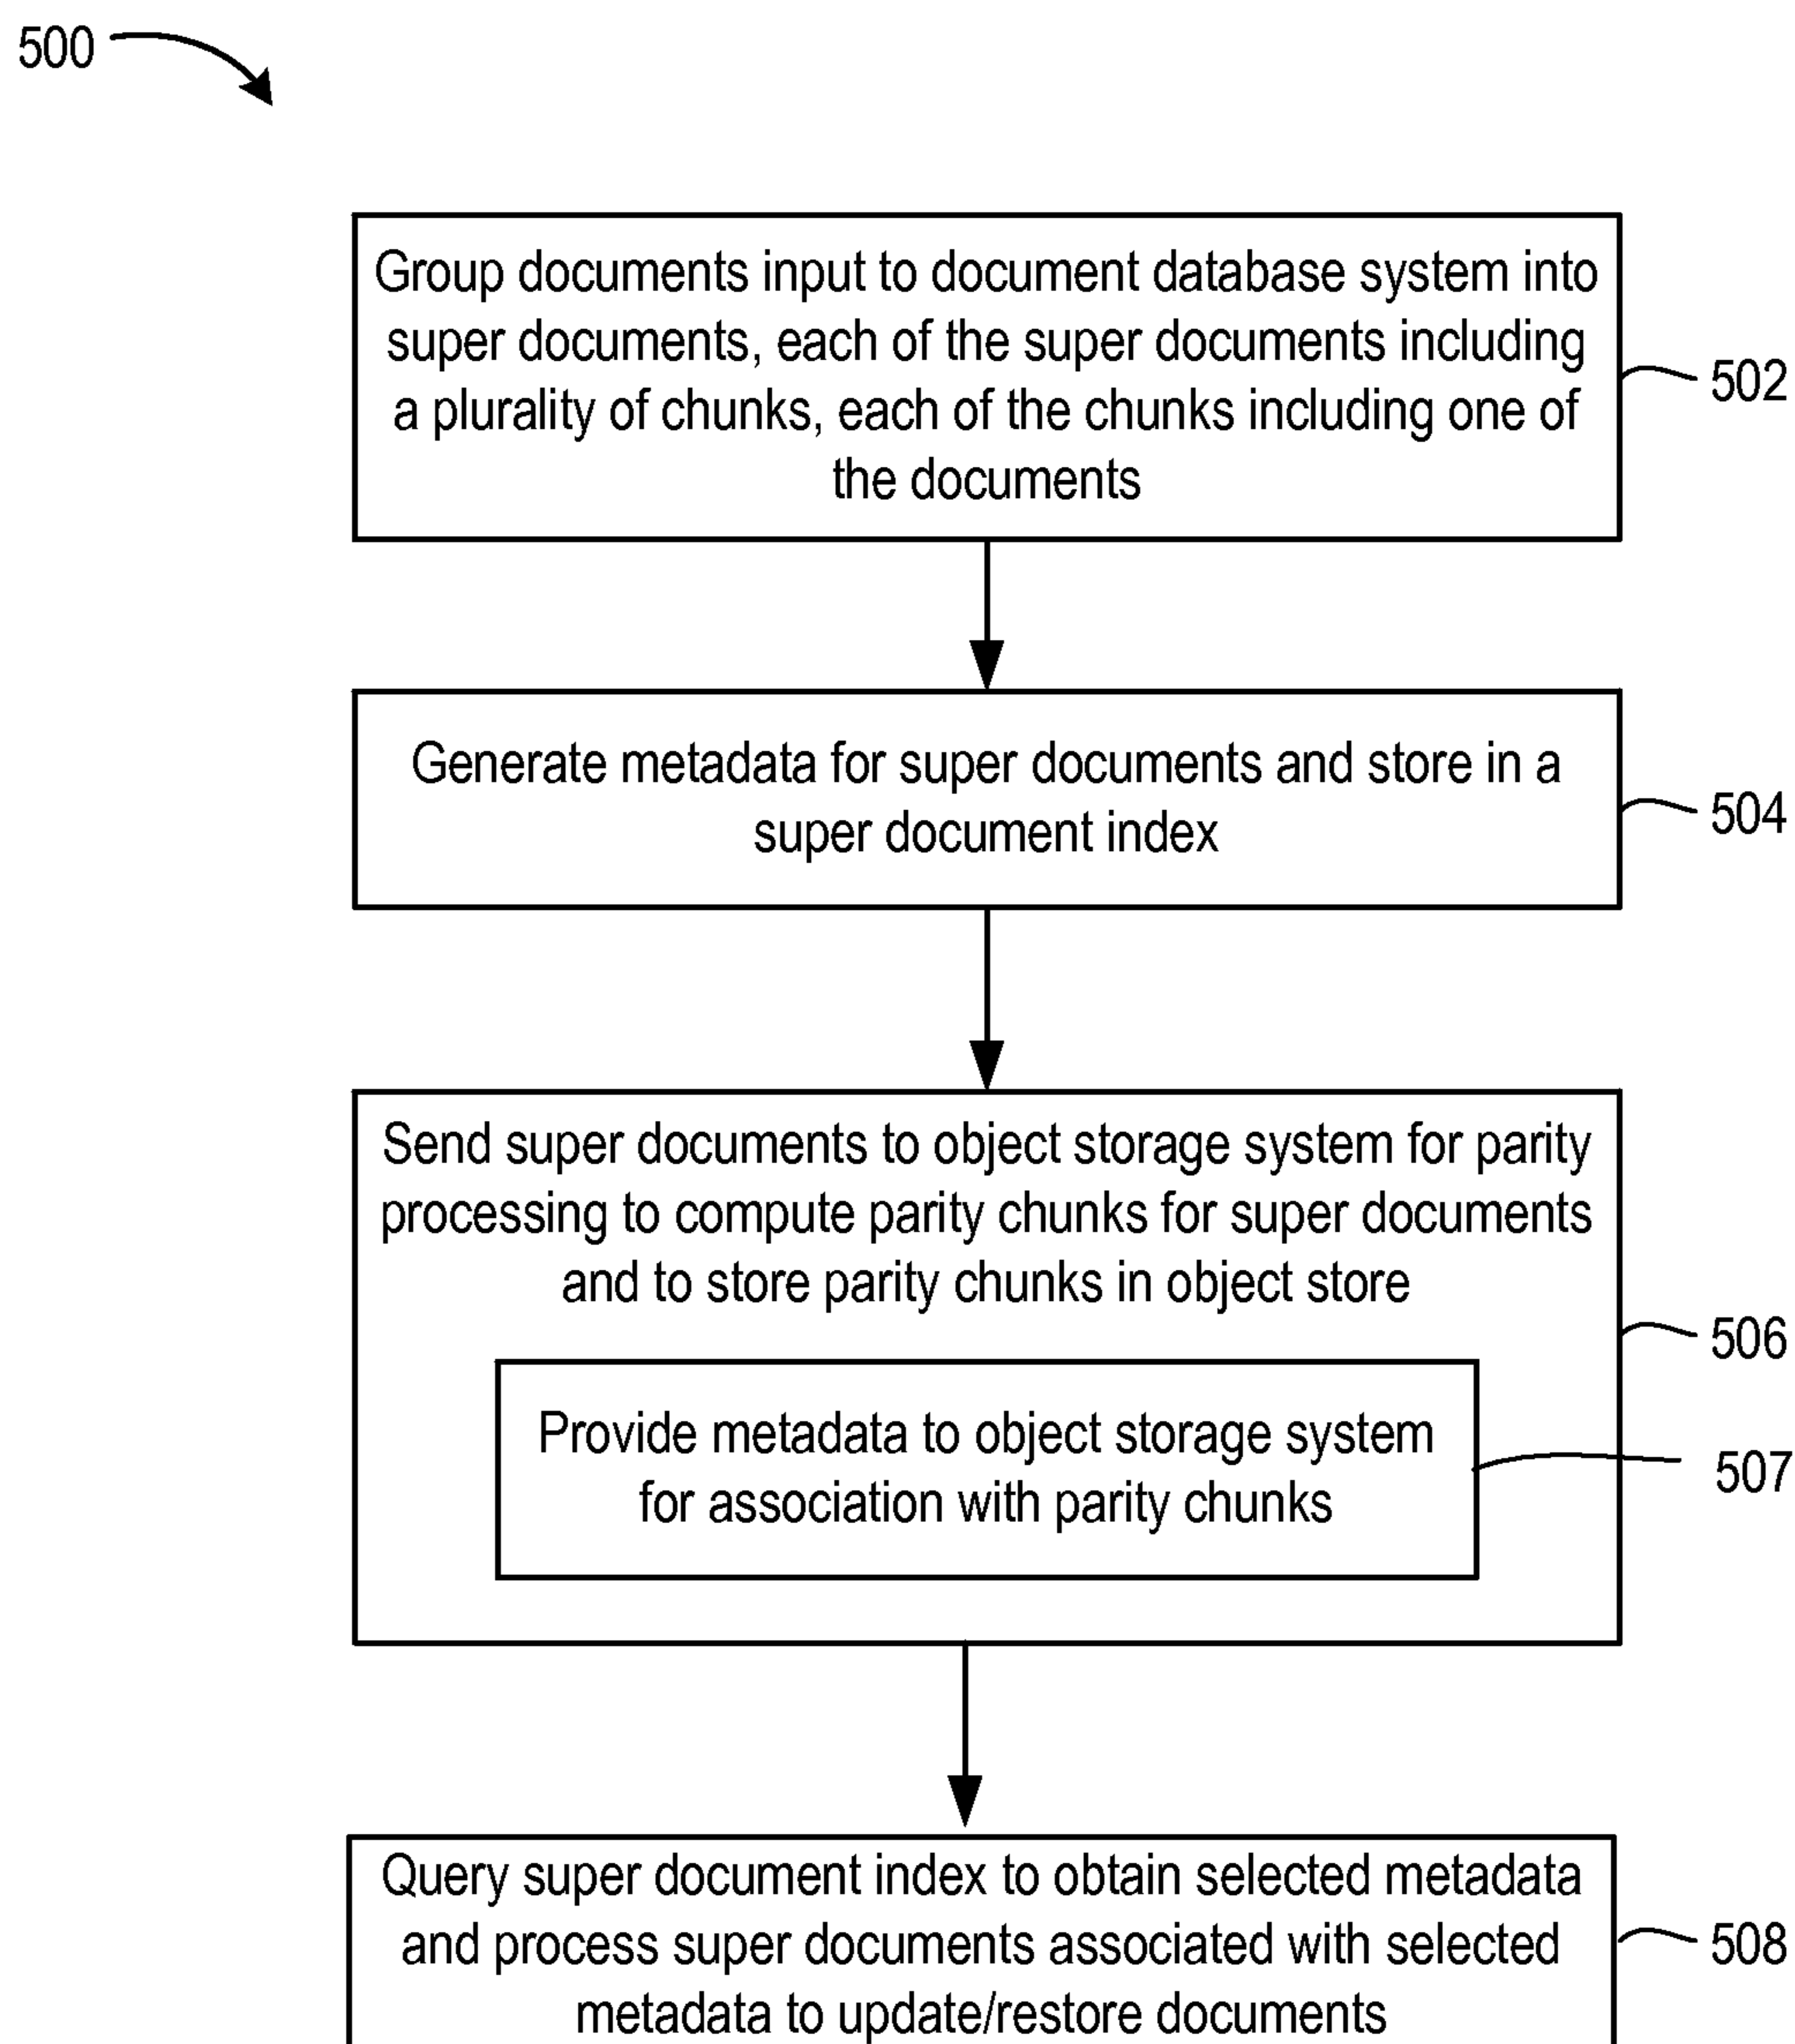 500
Group documents input to document database system into
super documents, each of the super documents including
a plurality of chunks, each of the chunks including one of
the documents
502
Generate metadata for super documents and store in a
super document index
504
Send super documents to object storage system for parity
processing to compute parity chunks for super documents
and to store parity chunks in object store
506
Provide metadata to object storage system
for association with parity chunks
507
Query super document index to obtain selected metadata
and process super documents associated with selected
metadata to update/restore documents
508